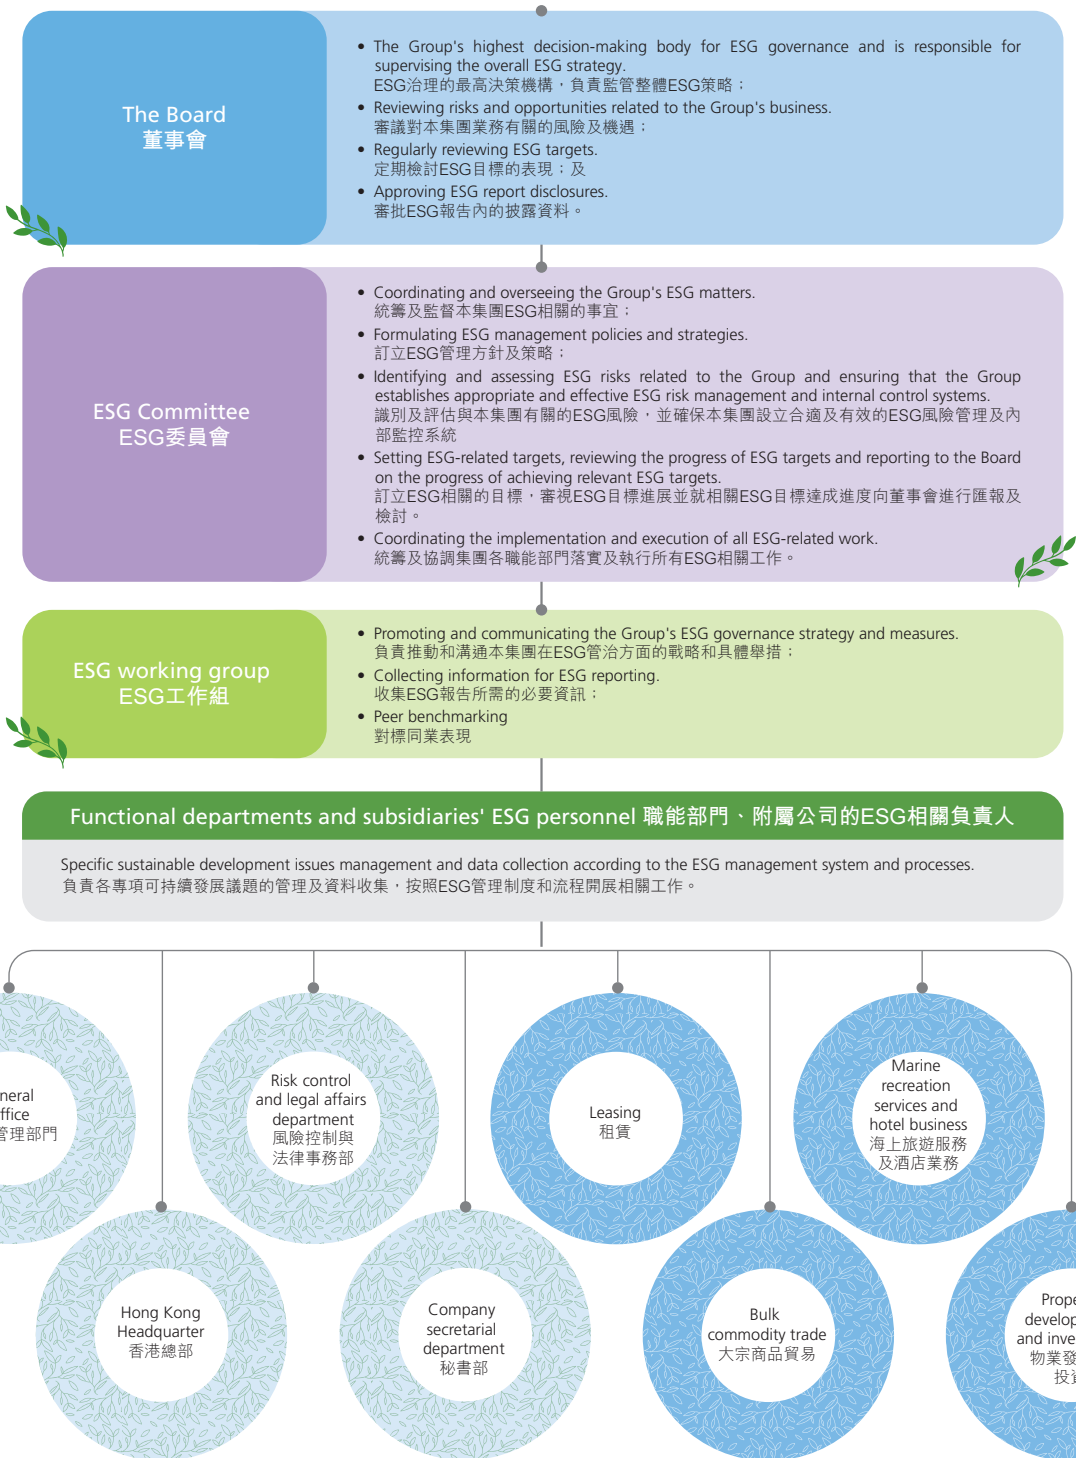 The Board
董事會
• The Group's highest decision-making body for ESG governance and is responsible for
supervising the overall ESG strategy.
ESG治理的最高決策機構，負責監管整體ESG策略；
• Reviewing risks and opportunities related to the Group's business.
審議對本集團業務有關的風險及機遇；
• Regularly reviewing ESG targets.
定期檢討ESG目標的表現；及
• Approving ESG report disclosures.
審批ESG報告內的披露資料。
ESG Committee
ESG委員會
• Coordinating and overseeing the Group's ESG matters.
統籌及監督本集團ESG相關的事宜；
• Formulating ESG management policies and strategies.
訂立ESG管理方針及策略；
• Identifying and assessing ESG risks related to the Group and ensuring that the Group
establishes appropriate and effective ESG risk management and internal control systems.
識別及評估與本集團有關的ESG風險，並確保本集團設立合適及有效的ESG風險管理及內
部監控系統
• Setting ESG-related targets, reviewing the progress of ESG targets and reporting to the Board
on the progress of achieving relevant ESG targets.
訂立ESG相關的目標，審視ESG目標進展並就相關ESG目標達成進度向董事會進行匯報及
檢討。
• Coordinating the implementation and execution of all ESG-related work.
統籌及協調集團各職能部門落實及執行所有ESG相關工作。
ESG working group
ESG工作組
• Promoting and communicating the Group's ESG governance strategy and measures.
負責推動和溝通本集團在ESG管治方面的戰略和具體舉措；
• Collecting information for ESG reporting.
收集ESG報告所需的必要資訊；
• Peer benchmarking
對標同業表現
Functional departments and subsidiaries' ESG personnel 職能部門、附屬公司的ESG相關負責人
Specific sustainable development issues management and data collection according to the ESG management system and processes.
負責各專項可持續發展議題的管理及資料收集，按照ESG管理制度和流程開展相關工作。
neral
ffice
管理部門
Risk control
and legal affairs
department
風險控制與
法律事務部
Leasing
租賃
Marine
recreation
services and
hotel business
海上旅遊服務
及酒店業務
Hong Kong
Headquarter
香港總部
Company
secretarial
department
秘書部
Bulk
commodity trade
大宗商品貿易
Prope
develop
and inve
物業發
投資